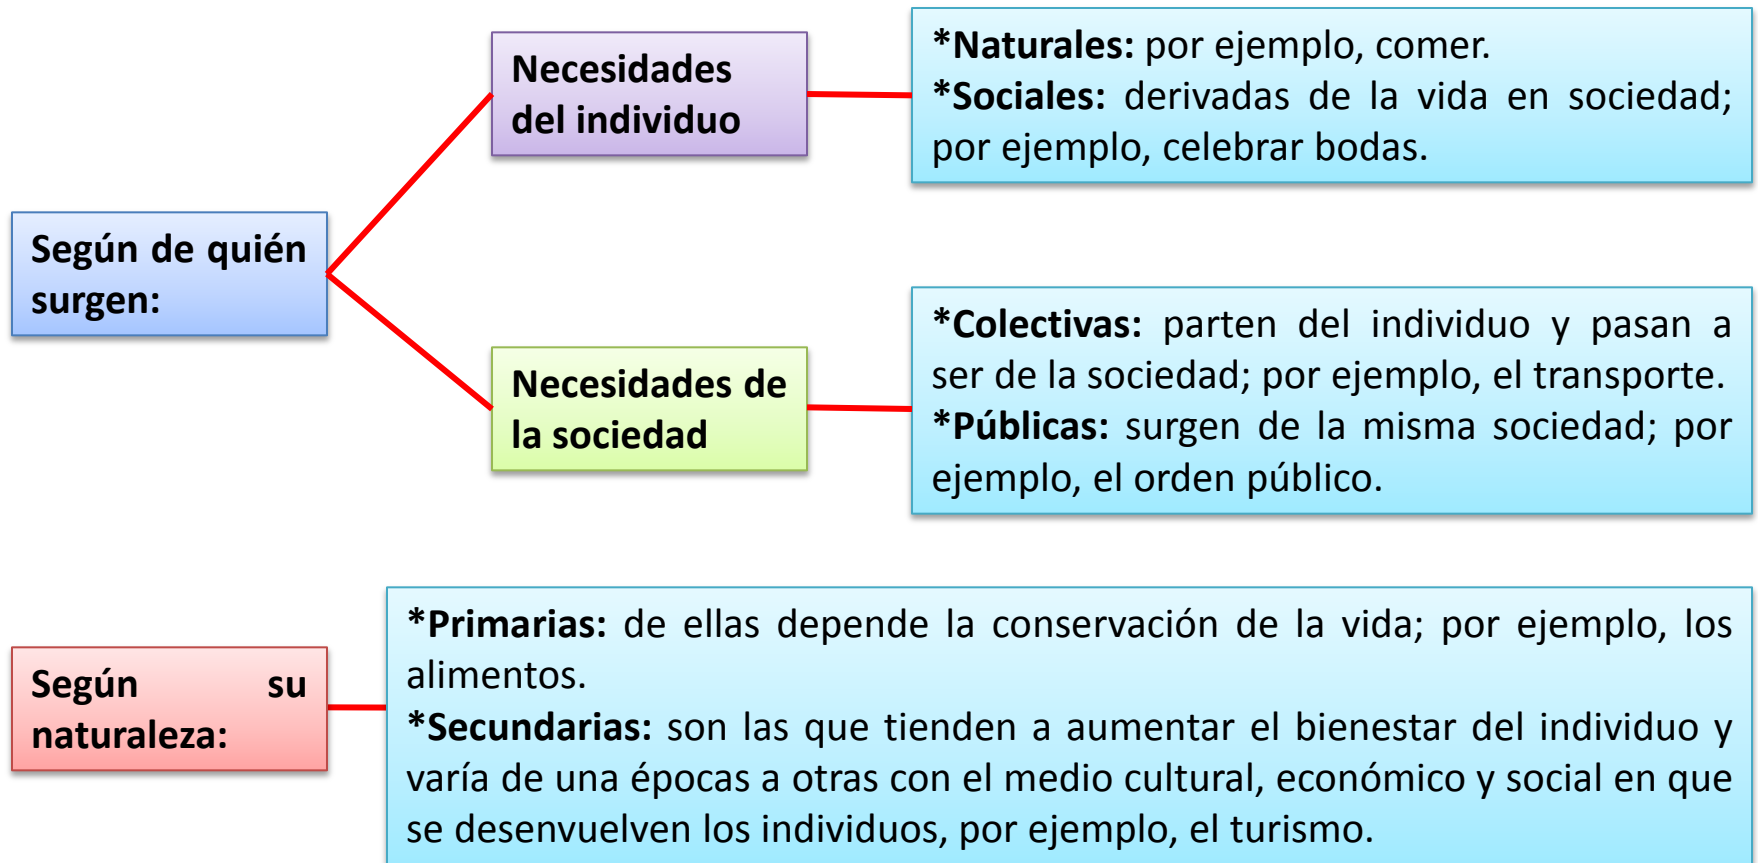 Según de quién
surgen:
Necesidades
del individuo
*Naturales: por ejemplo, comer.
*Sociales: derivadas de la vida en sociedad;
por ejemplo, celebrar bodas.
Necesidades de
la sociedad
*Colectivas: parten del individuo y pasan a
ser de la sociedad; por ejemplo, el transporte.
*Públicas: surgen de la misma sociedad; por
ejemplo, el orden público.
Según su
naturaleza:
*Primarias: de ellas depende la conservación de la vida; por ejemplo, los
alimentos.
*Secundarias: son las que tienden a aumentar el bienestar del individuo y
varía de una épocas a otras con el medio cultural, económico y social en que
se desenvuelven los individuos, por ejemplo, el turismo.